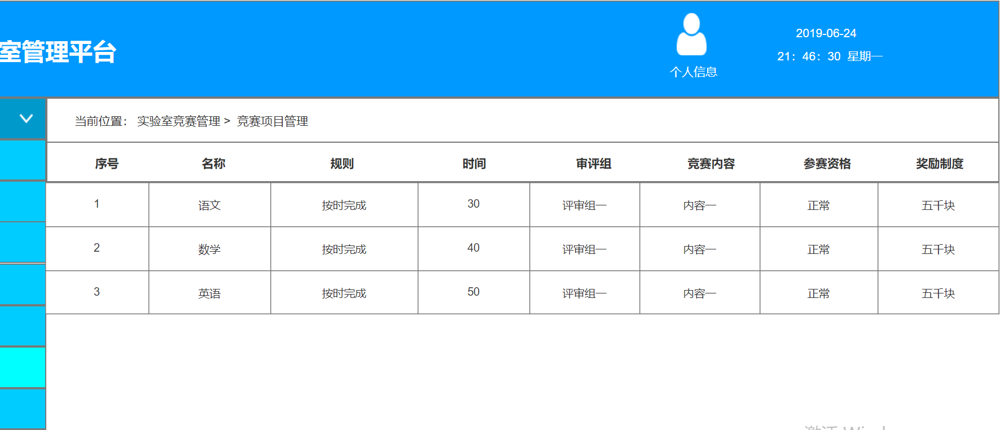 2019-06-24
室管理平台
21：46：30 星期一
个人信息
当前位置： 实验室竞赛管理 > 竞赛项目管理
序号 名称 规则 时间 审评组 竞赛内容 参赛资格 奖励制度
1 语文 按时完成 30 评审组一 内容一 正常 五千块
2 数学 按时完成 40 评审组一 内容一 正常 五千块
3 英语 按时完成 50 评审组一 内容一 正常 五千块